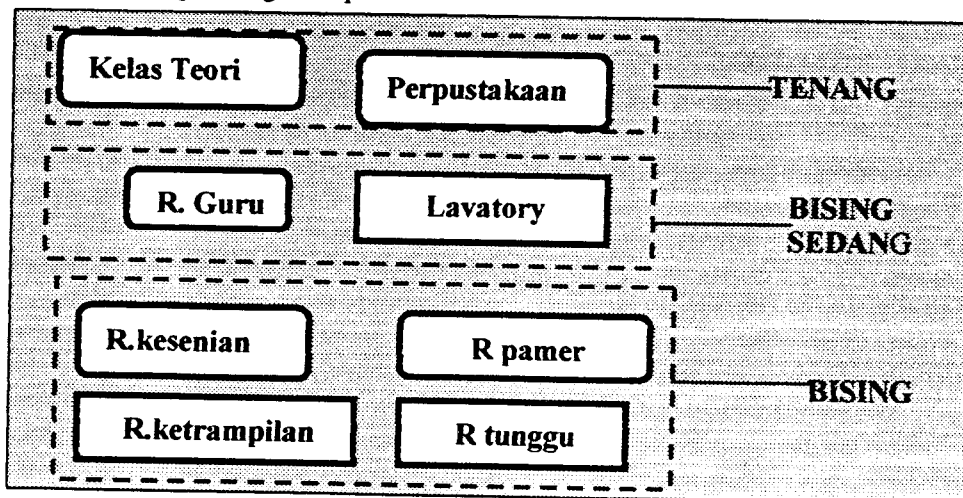 Kelas Teori
Perpustakaan
TENANG
R. Guru
Lavatory
BISING
SEDANG
R.kesenian
R pamer
BISING
R.ketrampilan
R tunggu